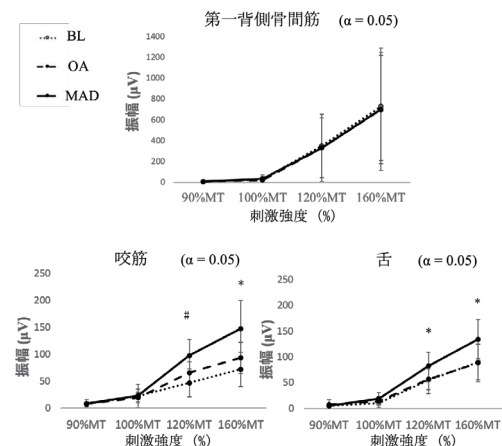 BL
OA
MAD
第一背側骨間筋 (α = 0.05)
振幅 (μV)
1400
1200
1000
800
600
400
200
0
90%MT 100%MT 120%MT 160%MT
刺激強度 (%)
咬筋 (α = 0.05)
振幅 (μV)
250
200
150
100
50
0
# *
90%MT 100%MT 120%MT 160%MT
刺激強度 (%)
舌 (α = 0.05)
振幅 (μV)
250
200
150
100
50
0
* *
90%MT 100%MT 120%MT 160%MT
刺激強度 (%)